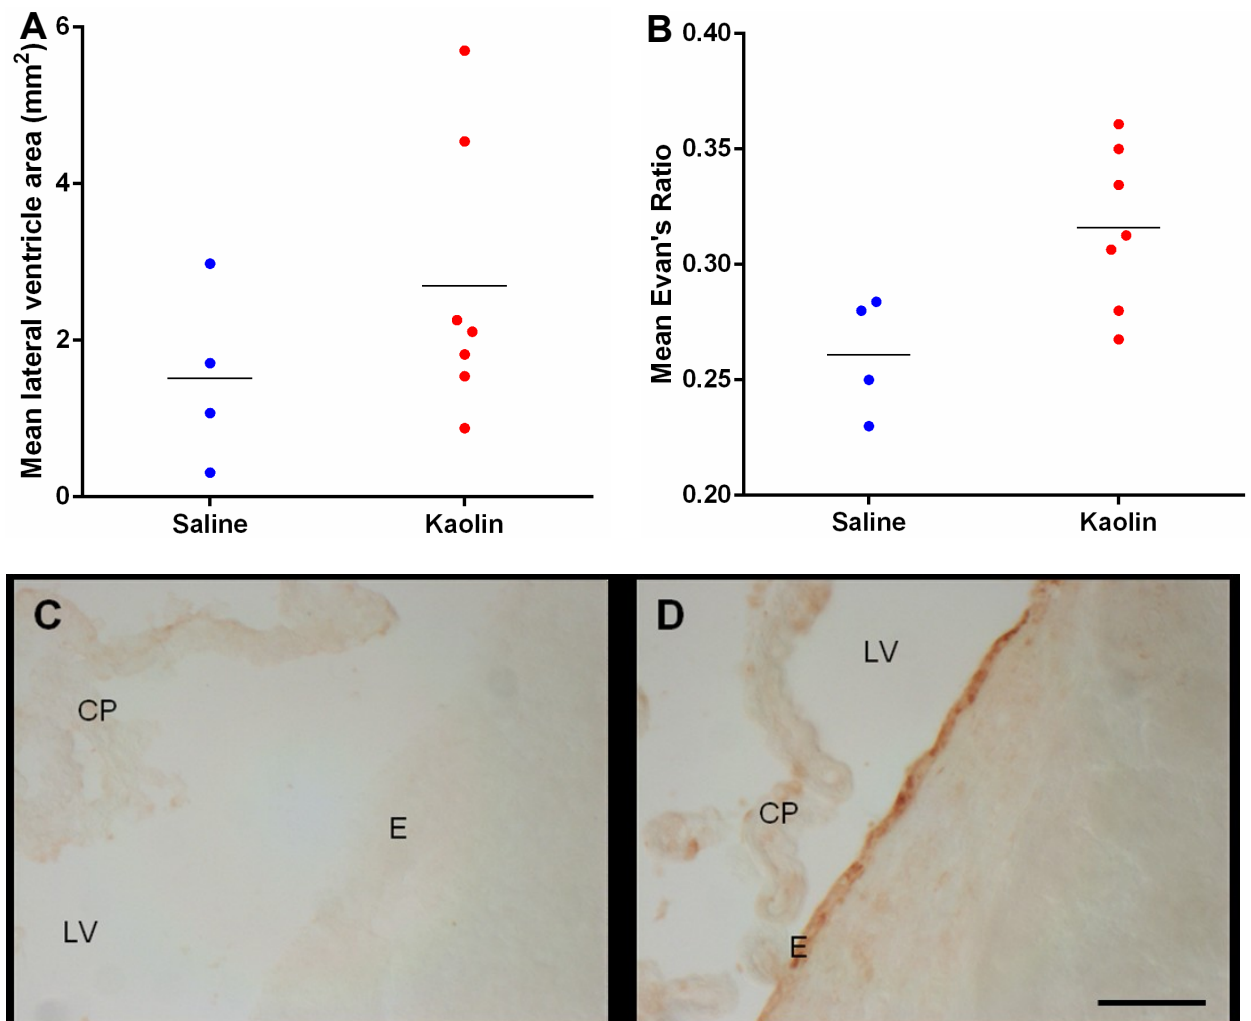 A
Mean lateral ventricle area (mm2)
6
4
2
0
Saline Kaolin
B
Mean Evan's Ratio
0.40
0.35
0.30
0.25
0.20
Saline Kaolin
C
CP
E
LV
D
LV
CP
E